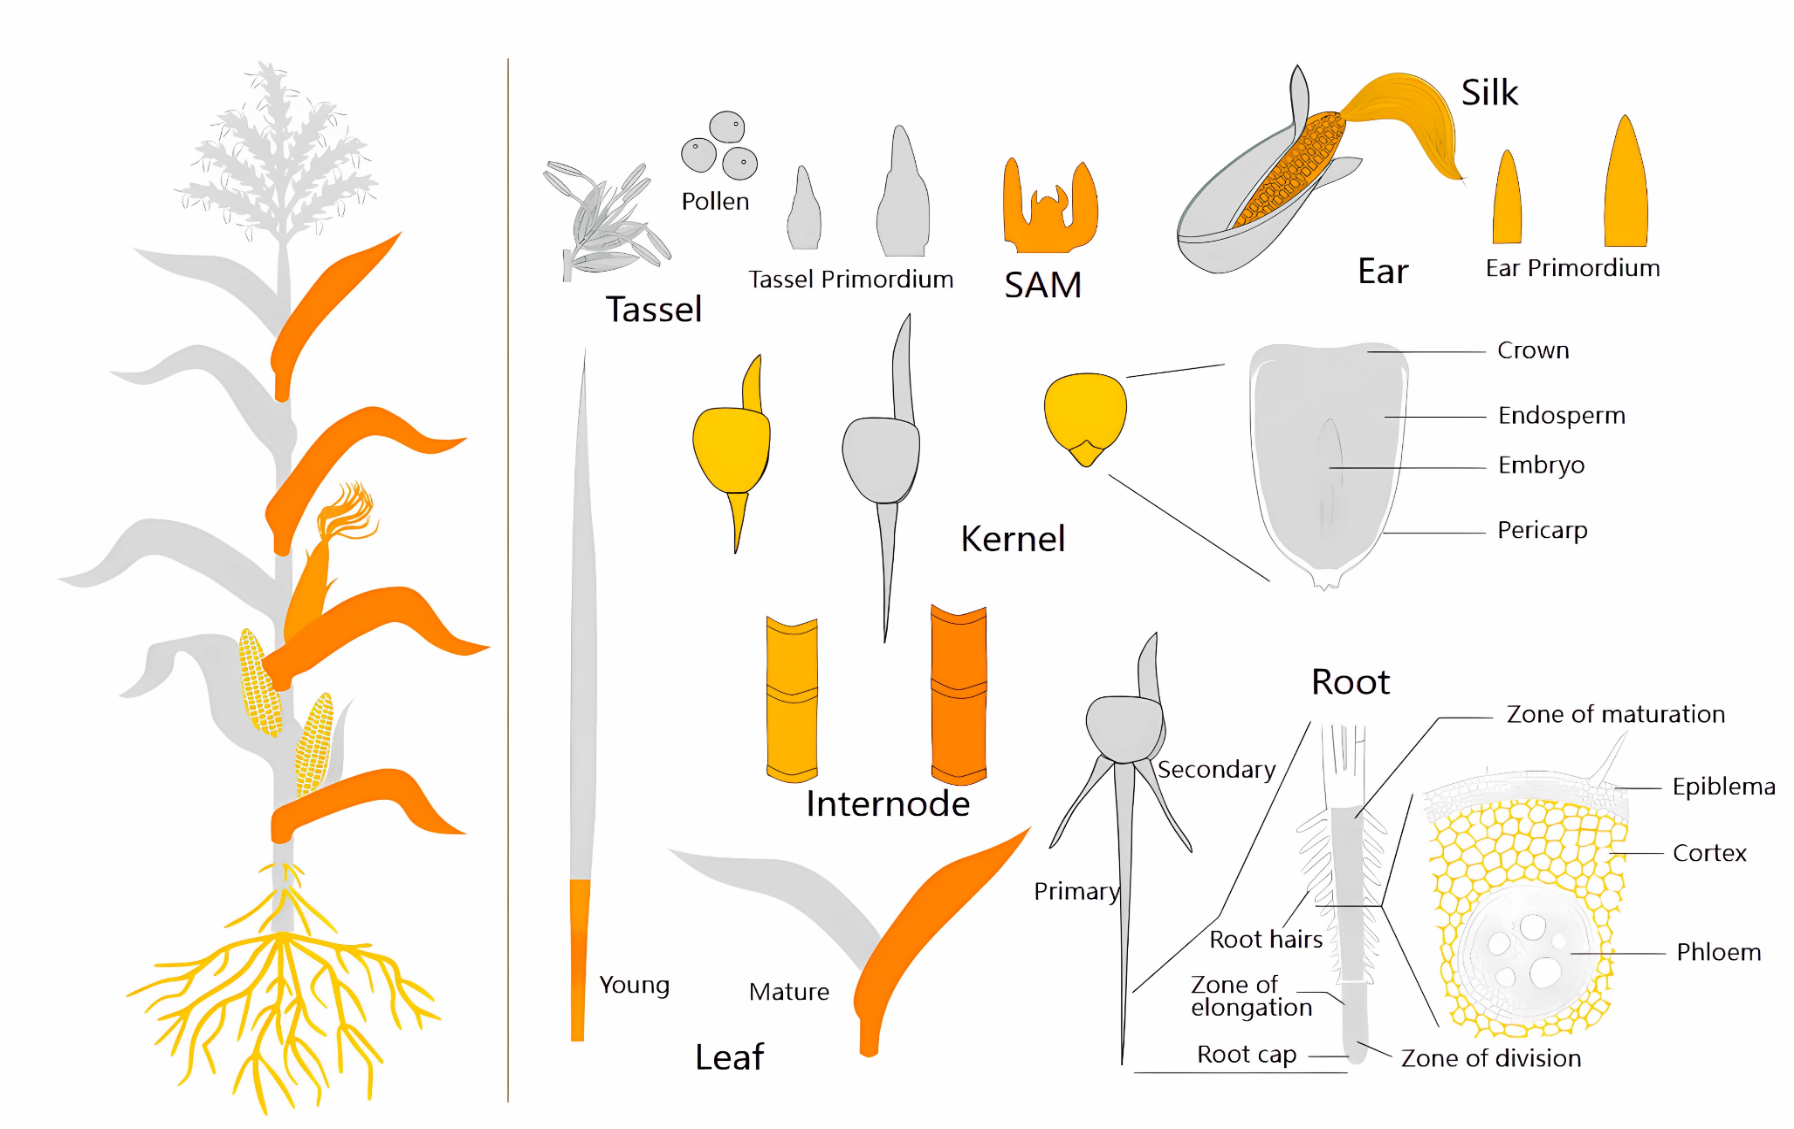 Silk
Pollen
Tassel Primordium
SAM
Ear
Ear Primordium
Tassel
Crown
Endosperm
Embryo
Pericarp
Kernel
Root
Zone of maturation
Secondary
Epiblema
Internode
Cortex
Primary
Root hairs
Phloem
Young
Mature
Zone of
elongation
Leaf
Root cap
Zone of division